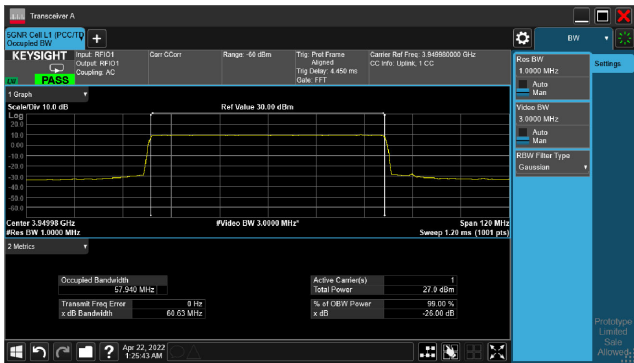 Transceiver A
5GNR Cell L1 (PCC/TD
Occupied BW
KEYSIGHT
LIV
PASS
Input: RFIO1
Output: RFIO1
Coupling: AC
Corr CCorr
Range: -60 dBm
Trig: Pref Frame
Aligned
Trig Delay: 4.450 ms
Gate: FFT
Carrier Ref Freq: 3.949980000 GHz
CC Info: Uplink, 1 CC
BW
Settings
Res BW
1.0000 MHz
Auto
Man
Video BW
3.0000 MHz
Auto
Man
RBW Filter Type
Gaussian
1 Graph
Scale/Div 10.0 dB
Ref Value 30.00 dBm
Log
20.0
10.0
0.00
-10.0
-20.0
-30.0
-40.0
-50.0
-60.0
Center 3.94998 GHz
#Video BW 3.0000 MHz*
Span 120 MHz
#Res BW 1.0000 MHz
Sweep 1.20 ms (1001 pts)
2 Metrics
Occupied Bandwidth
57.940 MHz
Transmit Freq Error 0 Hz
x dB Bandwidth 60.63 MHz
Active Carrier(s) 1
Total Power 27.0 dBm
% of OBW Power 99.00 %
x dB -26.00 dB
Prototype
Limited
Sale
Allowed
?
Apr 22, 2022
1:25:43 AM